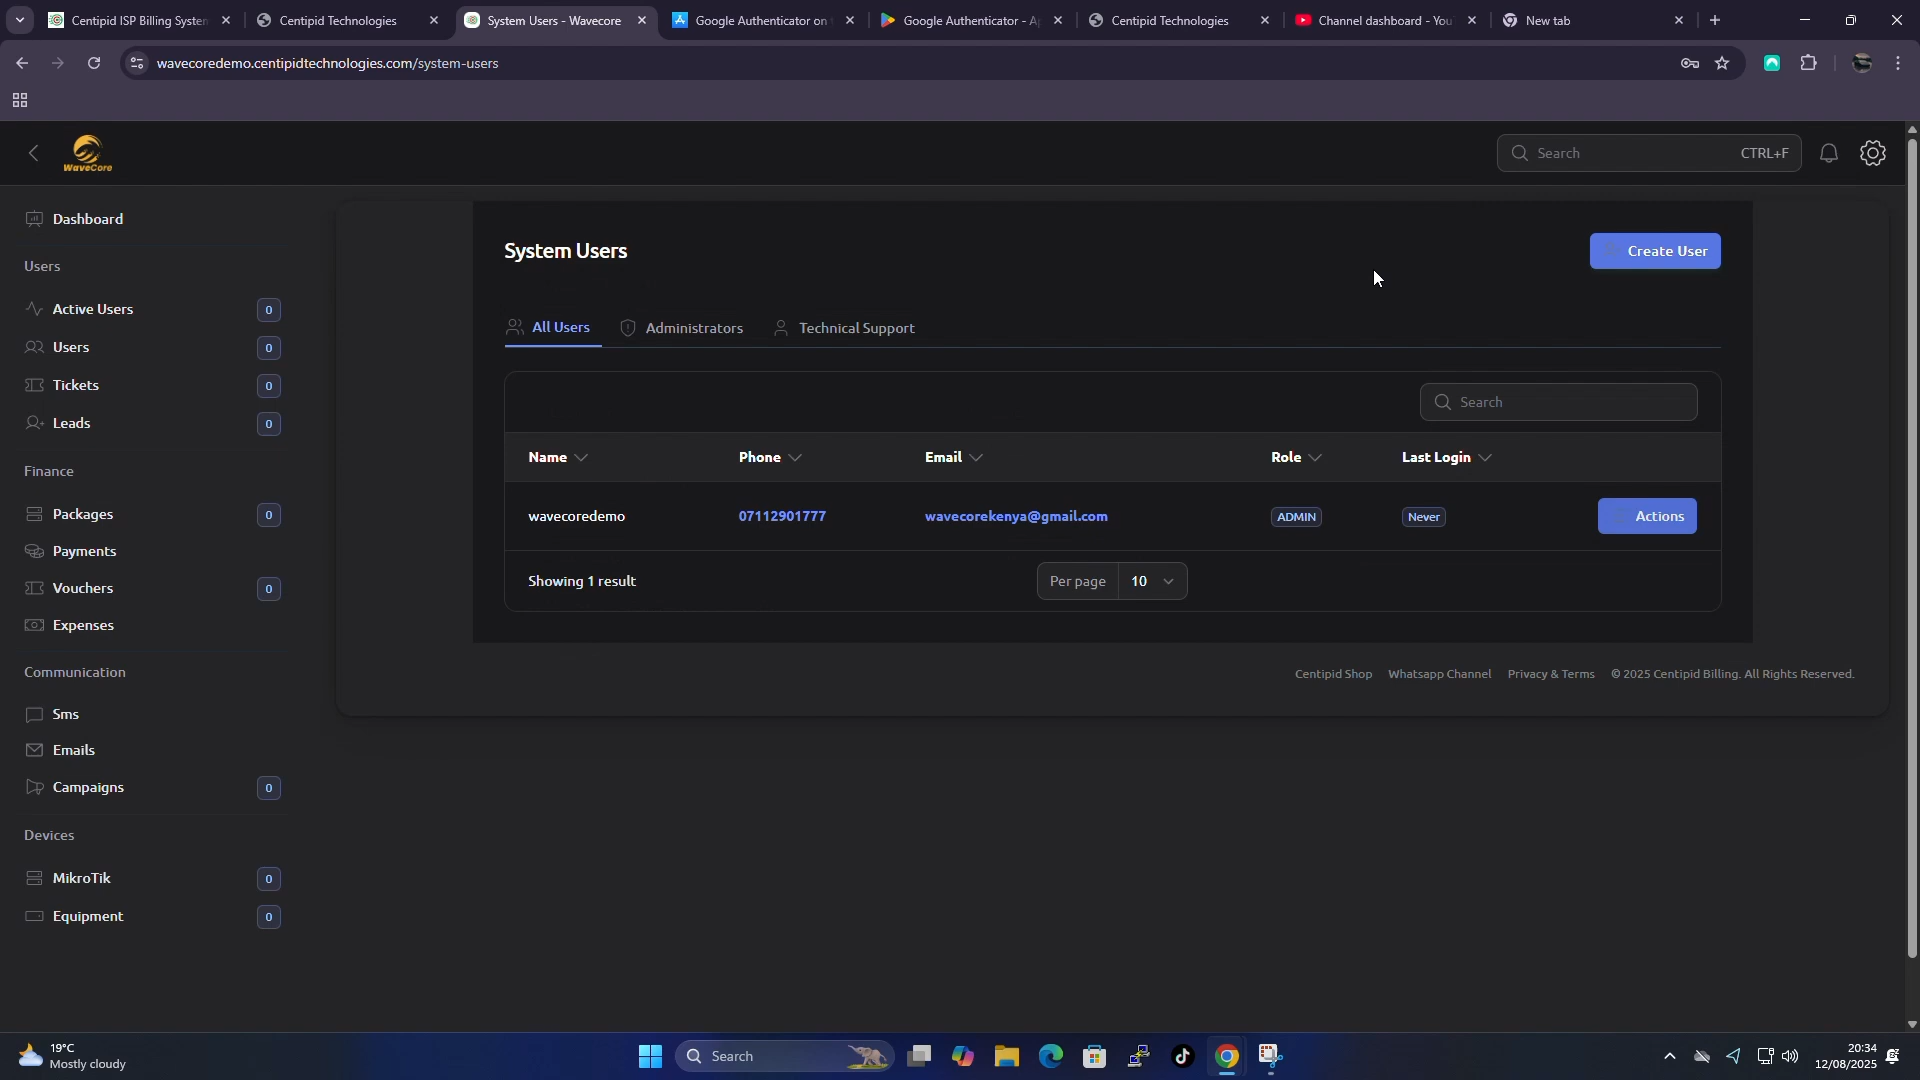 Centipid ISP Billing System
Centipid Technologies
System Users - Wavecore
Google Authenticator on
Google Authenticator - Ap
Centipid Technologies
Channel dashboard - You
New tab
wavecoredemo.centipidtechnologies.com/system-users
WaveCore
Search
CTRL+F
Dashboard
Users
Active Users 0
Users 0
Tickets 0
Leads 0
Finance
Packages 0
Payments
Vouchers 0
Expenses
Communication
Sms
Emails
Campaigns 0
Devices
MikroTik 0
Equipment 0
System Users
Create User
All Users Administrators Technical Support
Search
Name Phone Email Role Last Login
wavecoredemo 07112901777 wavecorekenya@gmail.com ADMIN Never Actions
Showing 1 result
Per page 10
Centipid Shop Whatsapp Channel Privacy & Terms © 2025 Centipid Billing. All Rights Reserved.
19°C
Mostly cloudy
Search
20:34
12/08/2025